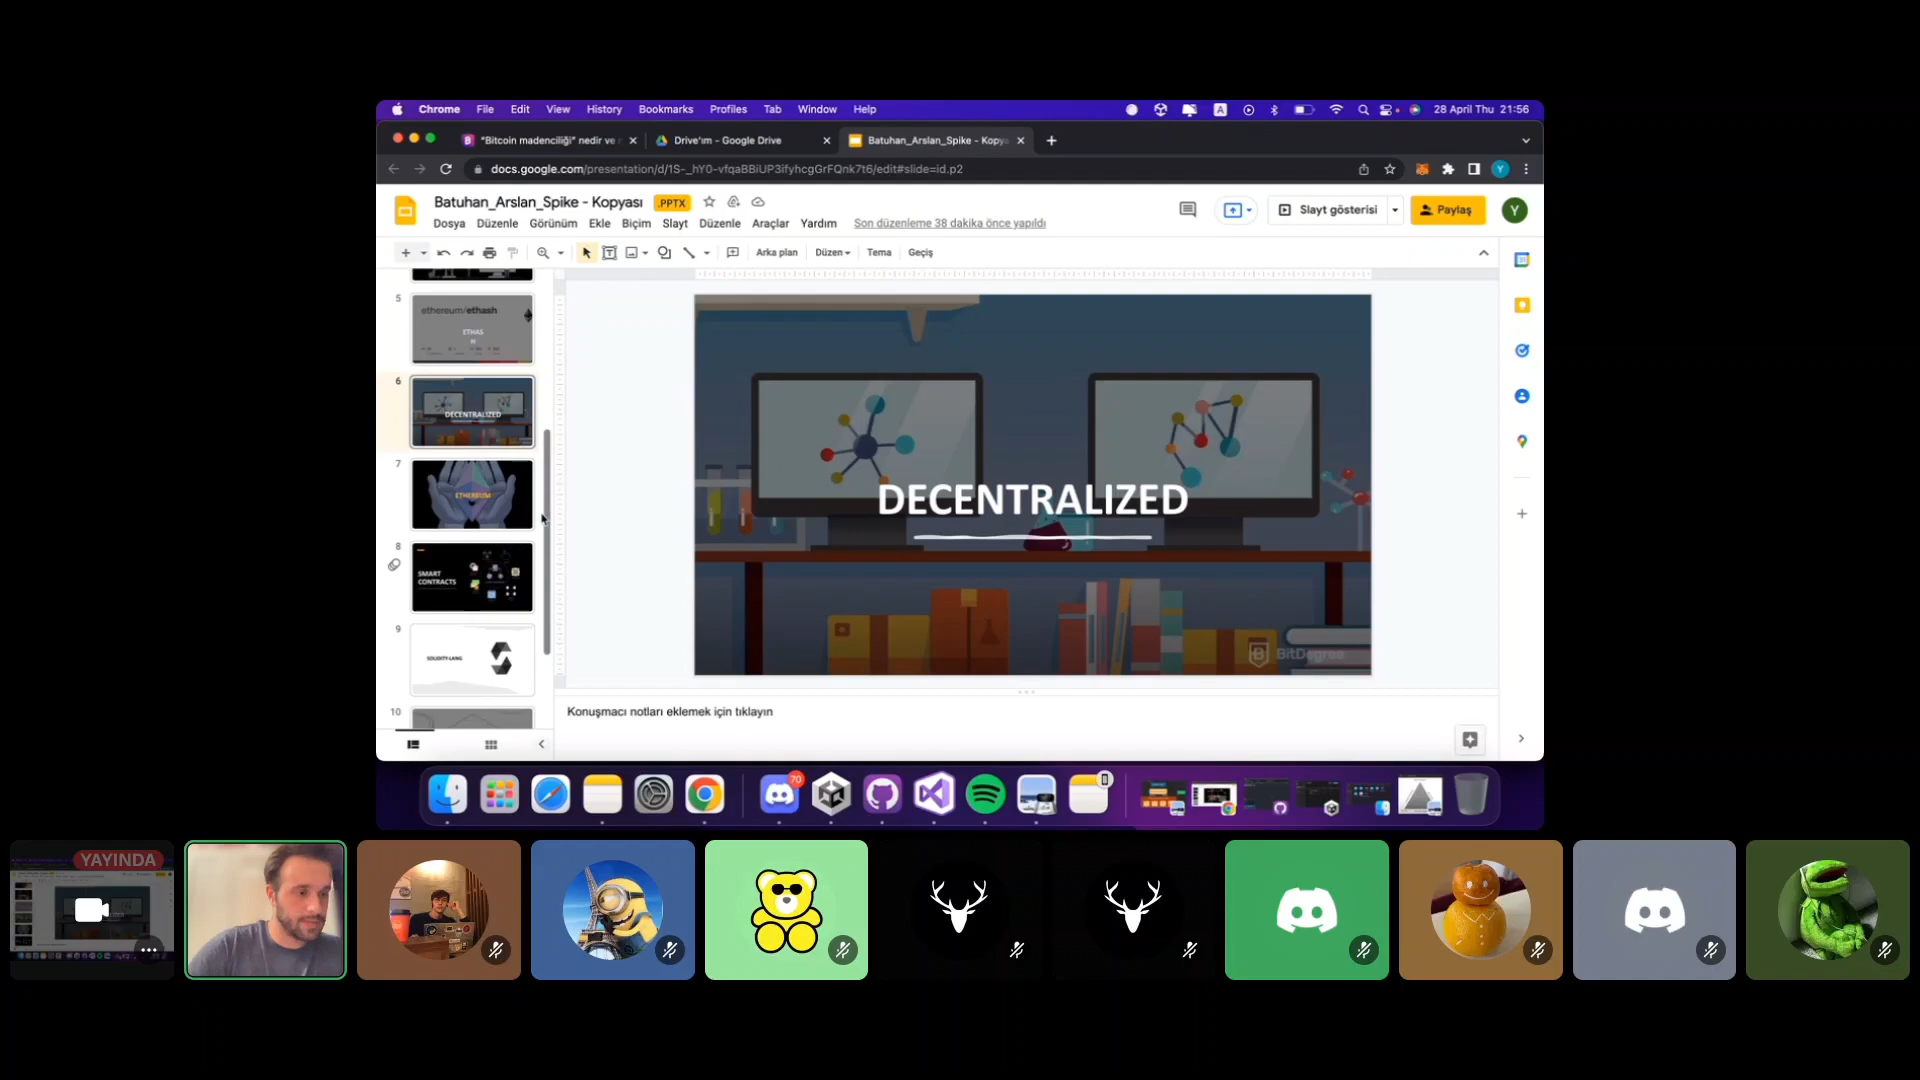 Chrome File Edit View History Bookmarks Profiles Tab Window Help
A
28 April Thu 21:56
"Bitcoin madenciliği" nedir ve
Drive'ım - Google Drive
Batuhan_Arslan_Spike - Kopya
docs.google.com/presentation/d/1S-_hY0-vfqaBBiUP3ifyhcgGrFQnk7t6/edit#slide=id.p2
Y
Batuhan_Arslan_Spike - Kopyası .PPTX
Slayt gösterisi
Paylaş
Y
Dosya Düzenle Görünüm Ekle Biçim Slayt Düzenle Araçlar Yardım Son düzenleme 38 dakika önce yapıldı
Arka plan Düzen Tema Geçiş
5
ethereum/ethash
ETHAS
H
6
DECENTRALIZED
7
ETHEREUM
8
SMART
CONTRACTS
9
SOLIDITY-LANG
10
DECENTRALIZED
BitDegree
Konuşmacı notları eklemek için tıklayın
70
YAYINDA